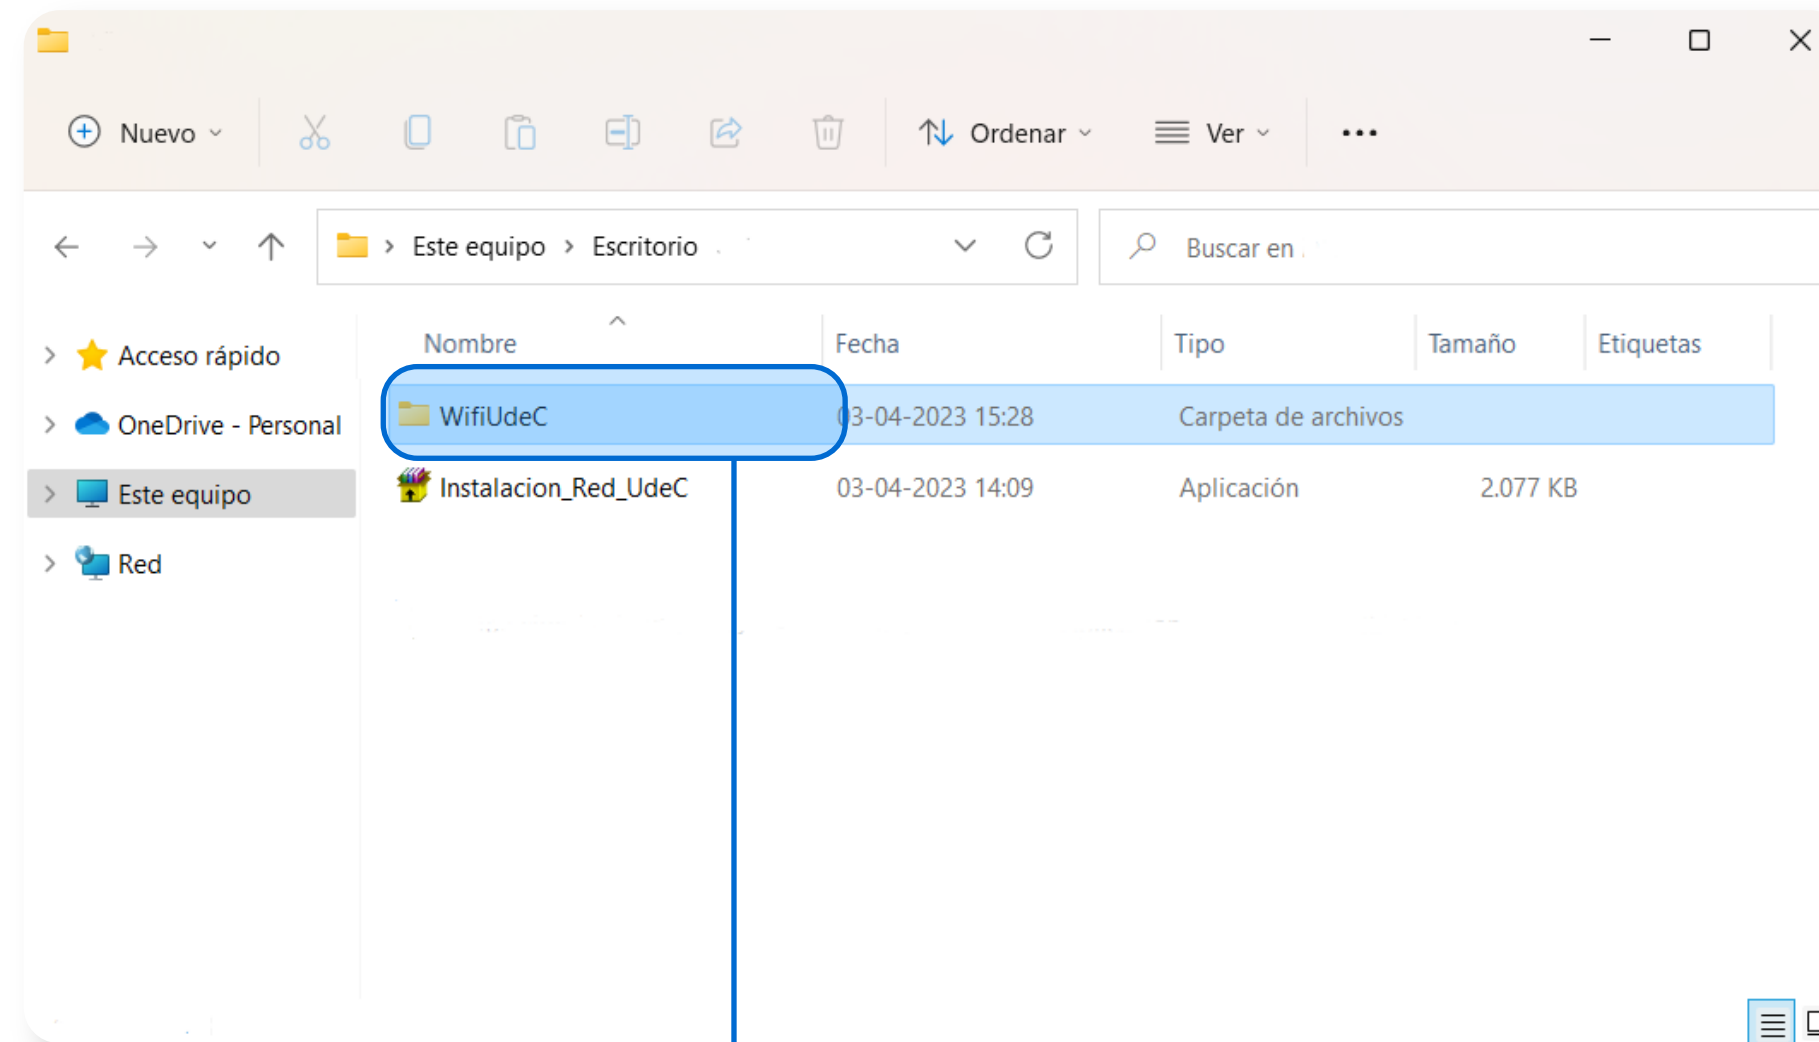 Nuevo
Ordenar
Ver
Este equipo > Escritorio
Buscar en
Acceso rápido
OneDrive - Personal
Este equipo
Red
Nombre Fecha Tipo Tamaño Etiquetas
WifiUdeC 03-04-2023 15:28 Carpeta de archivos
Instalacion_Red_UdeC 03-04-2023 14:09 Aplicación 2.077 KB